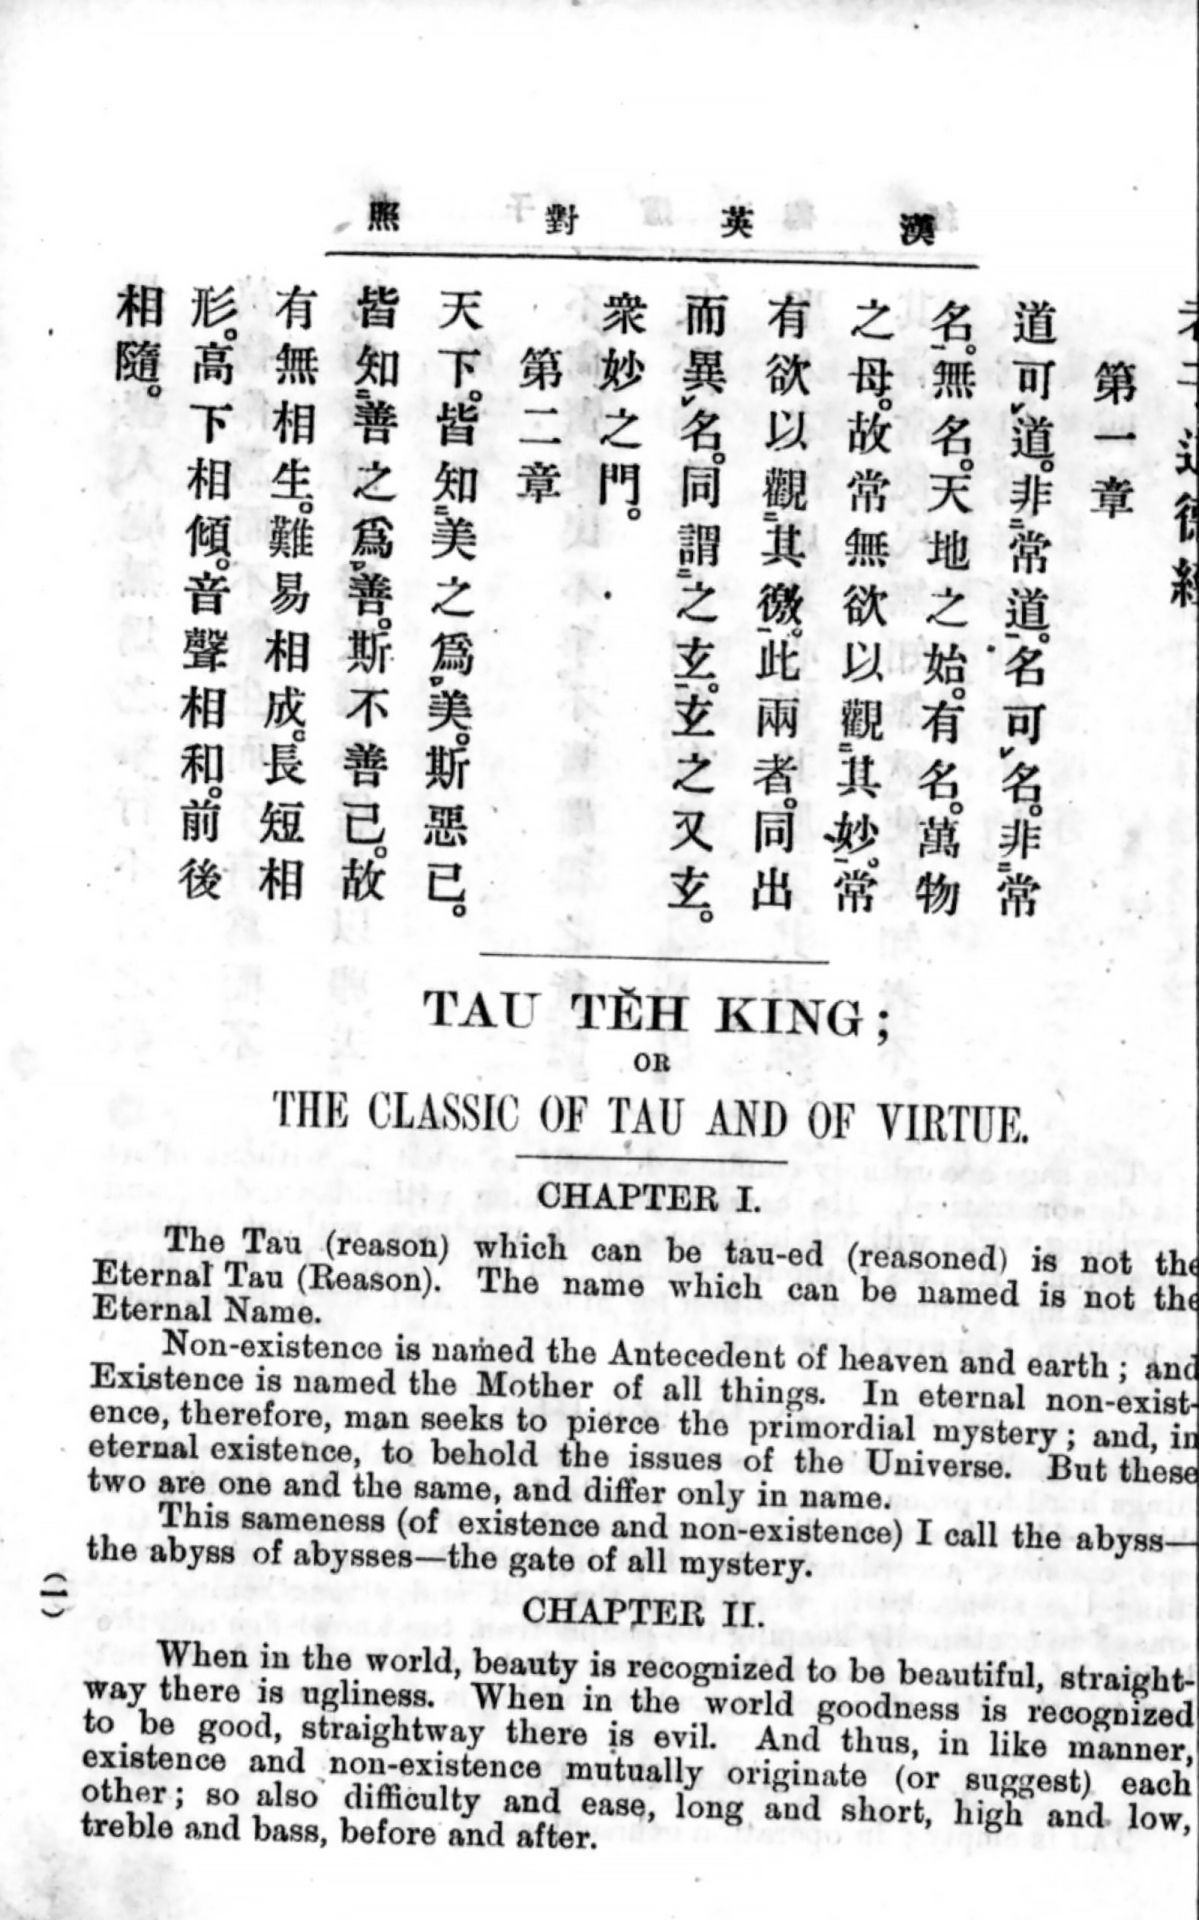 漢英對照
老子道德經
第一章
道可道。非常道。名可名。非常
名。無名。天地之始。有名。萬物
之母。故常無欲以觀其妙。常
有欲以觀其徼。此兩者。同出
而異名。同謂之玄。玄之又玄。
衆妙之門。
第二章
天下。皆知美之爲美。斯惡已。
皆知善之爲善。斯不善已。故
有無相生。難易相成。長短相
形。高下相傾。音聲相和。前後
相隨。
TAU TĚH KING;
OR
THE CLASSIC OF TAU AND OF VIRTUE.
CHAPTER I.
The Tau (reason) which can be tau-ed (reasoned) is not the
Eternal Tau (Reason). The name which can be named is not the
Eternal Name.
Non-existence is named the Antecedent of heaven and earth; and
Existence is named the Mother of all things. In eternal non-exist-
ence, therefore, man seeks to pierce the primordial mystery; and, in
eternal existence, to behold the issues of the Universe. But these
two are one and the same, and differ only in name.
This sameness (of existence and non-existence) I call the abyss—
the abyss of abysses—the gate of all mystery.
(一)
CHAPTER II.
When in the world, beauty is recognized to be beautiful, straight-
way there is ugliness. When in the world goodness is recognized
to be good, straightway there is evil. And thus, in like manner,
existence and non-existence mutually originate (or suggest) each
other; so also difficulty and ease, long and short, high and low,
treble and bass, before and after.